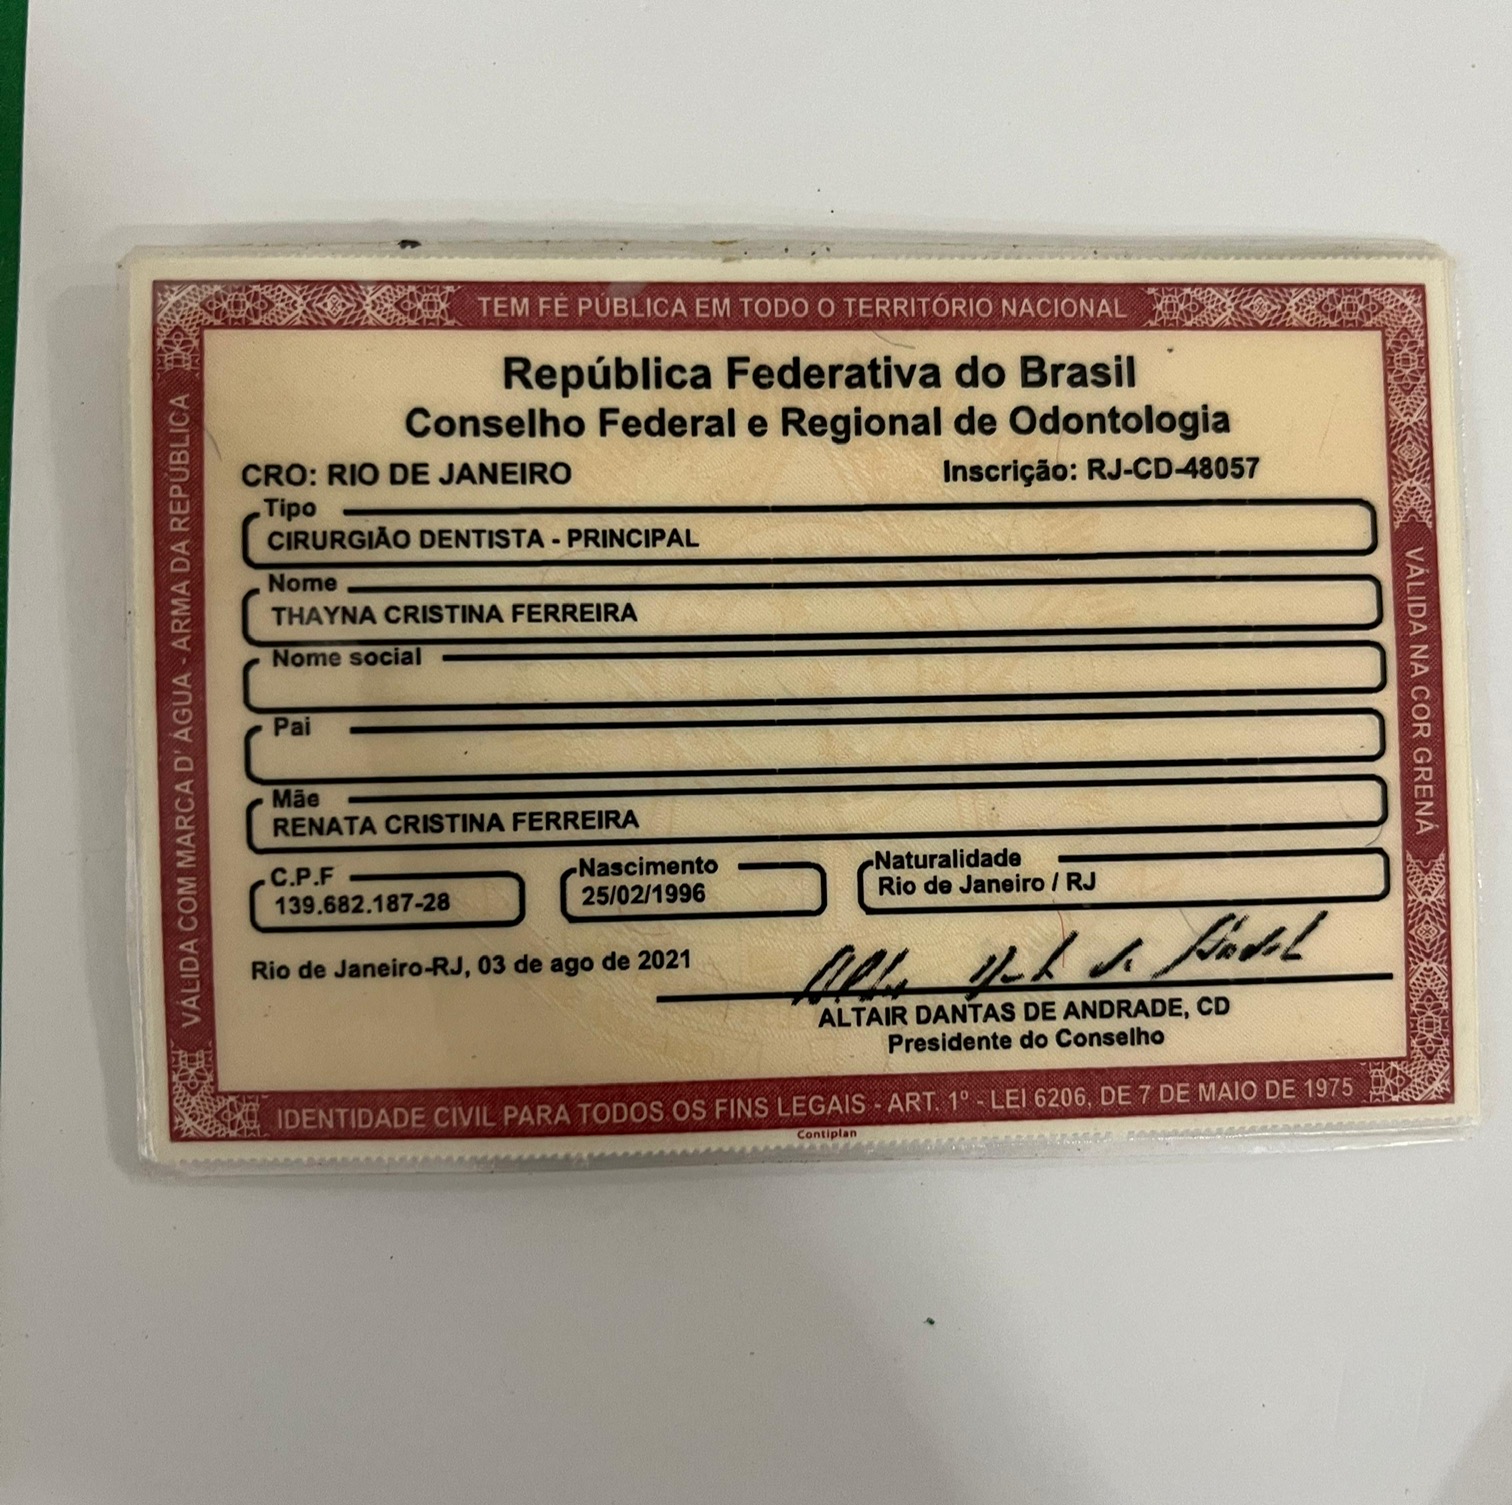 TEM FÉ PÚBLICA EM TODO O TERRITÓRIO NACIONAL
República Federativa do Brasil
Conselho Federal e Regional de Odontologia
CRO: RIO DE JANEIRO
Inscrição: RJ-CD-48057
Tipo
CIRURGIÃO DENTISTA - PRINCIPAL
Nome
THAYNA CRISTINA FERREIRA
Nome social
Pai
Mãe
RENATA CRISTINA FERREIRA
C.P.F
139.682.187-28
Nascimento
25/02/1996
Naturalidade
Rio de Janeiro / RJ
Rio de Janeiro-RJ, 03 de ago de 2021
ALTAIR DANTAS DE ANDRADE, CD
Presidente do Conselho
IDENTIDADE CIVIL PARA TODOS OS FINS LEGAIS - ART. 1º - LEI 6206, DE 7 DE MAIO DE 1975
Contiplan
VÁLIDA COM MARCA D' ÁGUA - ARMA DA REPÚBLICA
VÁLIDA NA COR GRENÁ